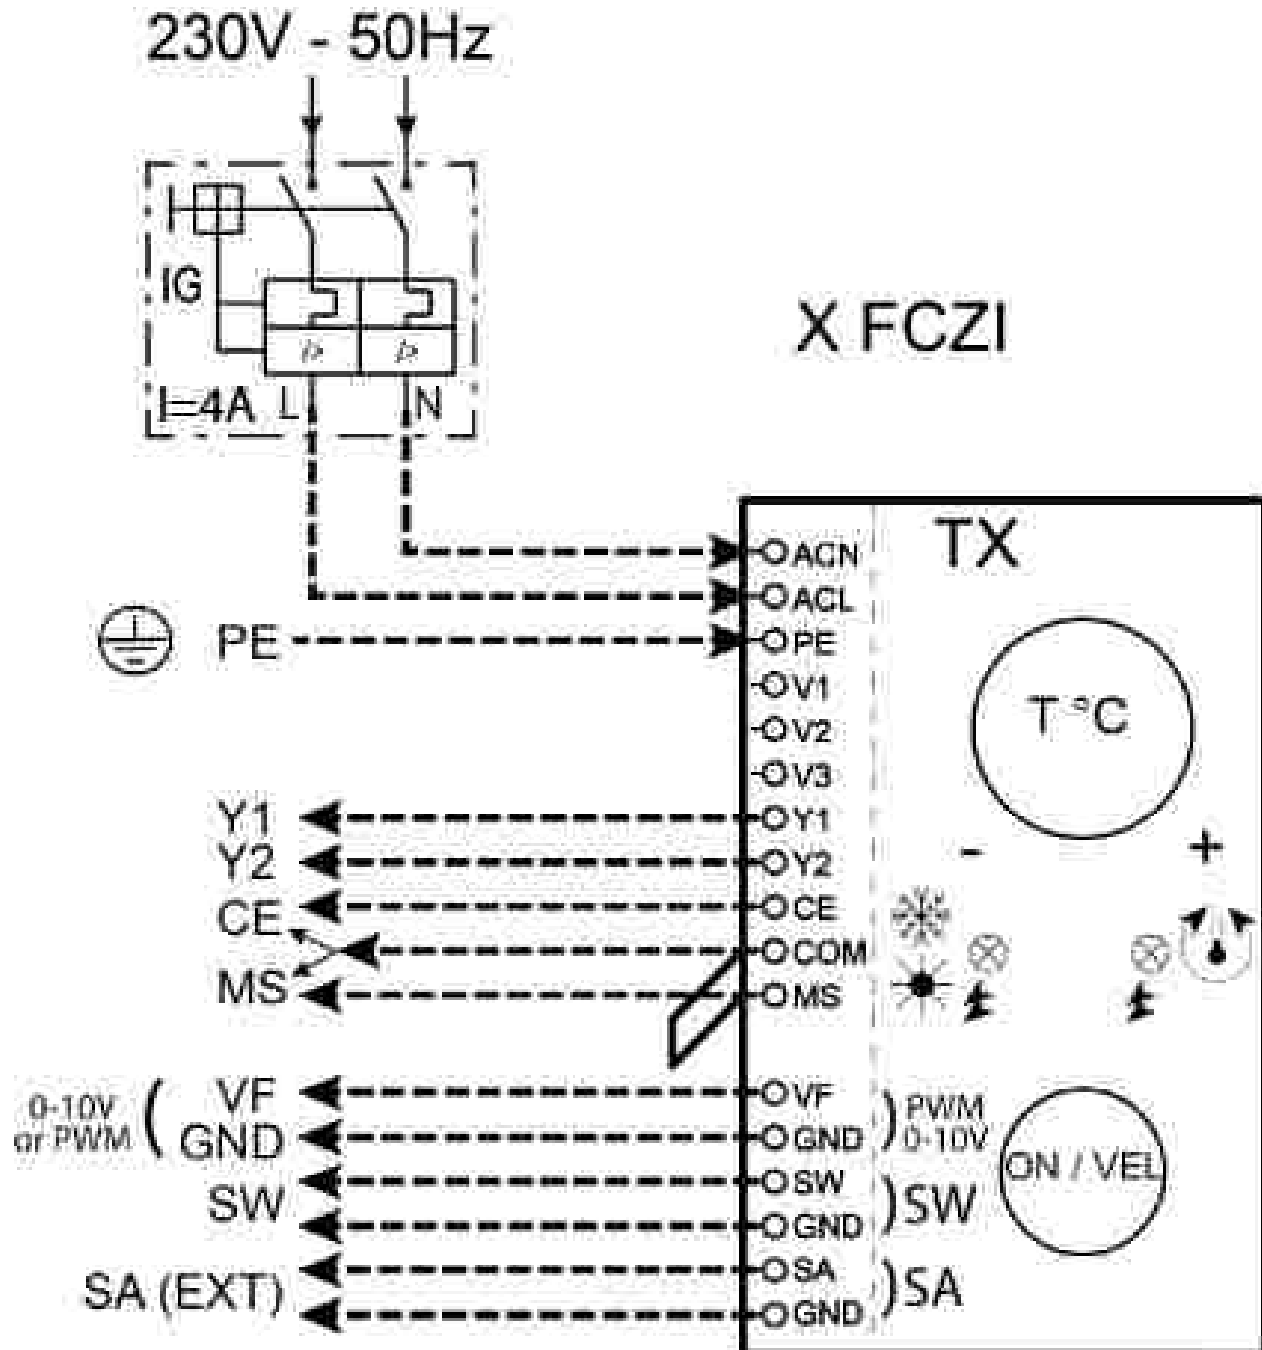 230V - 50Hz
IG
I=4A L N
X FCZI
TX
ACN
ACL
PE PE
V1
V2
V3
T °C
Y1 Y1
Y2 Y2
- +
CE CE
COM
MS MS
VF VF
0-10V
or PWM
GND GND
PWM
0-10V
SW SW
GND
SW
ON / VEL
SA (EXT) SA
GND
SA